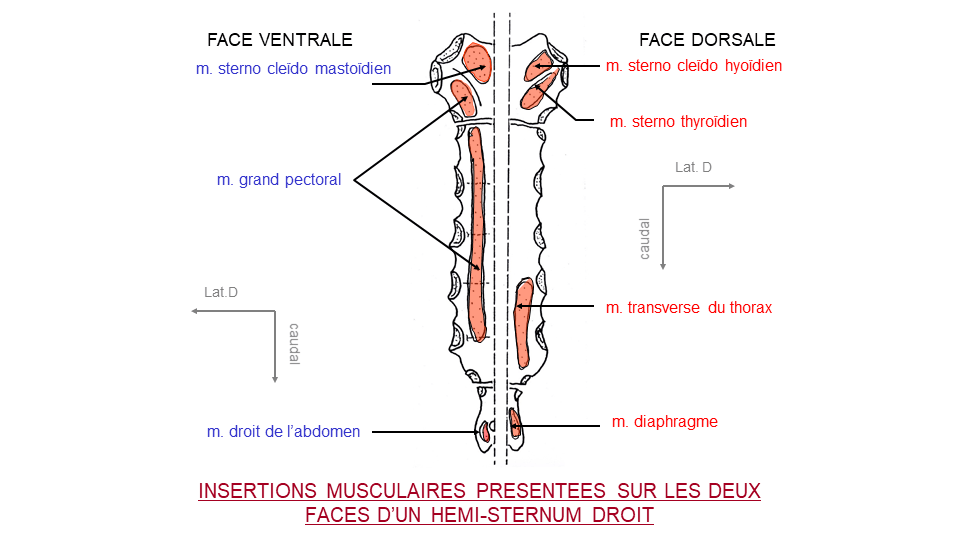 FACE VENTRALE
m. sterno cleïdo mastoïdien
m. grand pectoral
Lat.D
caudal
m. droit de l’abdomen
FACE DORSALE
m. sterno cleïdo hyoïdien
m. sterno thyroïdien
Lat. D
caudal
m. transverse du thorax
m. diaphragme
INSERTIONS MUSCULAIRES PRESENTEES SUR LES DEUX
FACES D’UN HEMI-STERNUM DROIT